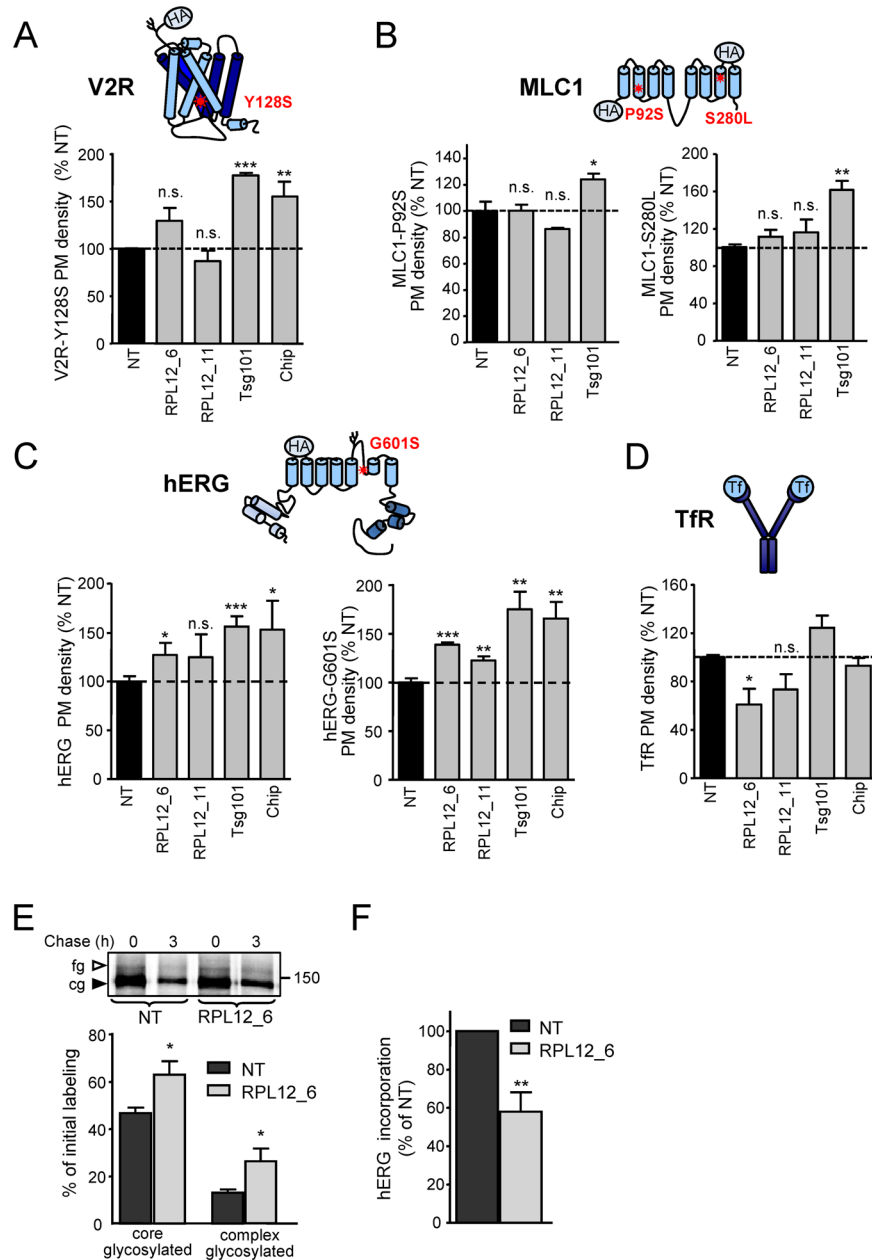 A
HA
V2R
Y128S
V2R-Y128S PM density (% NT)
200
150
100
50
0
n.s.
n.s.
***
**
NT
RPL12_6
RPL12_11
Tsg101
Chip
B
MLC1
HA
HA
P92S
S280L
MLC1-P92S
PM density (% NT)
140
120
100
80
60
40
20
0
n.s.
n.s.
*
NT
RPL12_6
RPL12_11
Tsg101
MLC1-S280L
PM density (% NT)
200
160
120
80
40
0
n.s.
n.s.
**
NT
RPL12_6
RPL12_11
Tsg101
C
hERG
HA
G601S
hERG PM density (% NT)
200
150
100
50
0
*
n.s.
***
*
NT
RPL12_6
RPL12_11
Tsg101
Chip
hERG-G601S
PM density (% NT)
200
150
100
50
0
***
**
**
**
NT
RPL12_6
RPL12_11
Tsg101
Chip
D
TfR
Tf
Tf
TfR PM density (% NT)
160
120
80
40
0
*
n.s.
NT
RPL12_6
RPL12_11
Tsg101
Chip
E
Chase (h) 0 3 0 3
fg
cg
150
NT RPL12_6
% of initial labeling
80
60
40
20
0
NT
RPL12_6
*
*
core
glycosylated
complex
glycosylated
F
hERG incorporation
(% of NT)
100
80
60
40
20
0
NT
RPL12_6
**